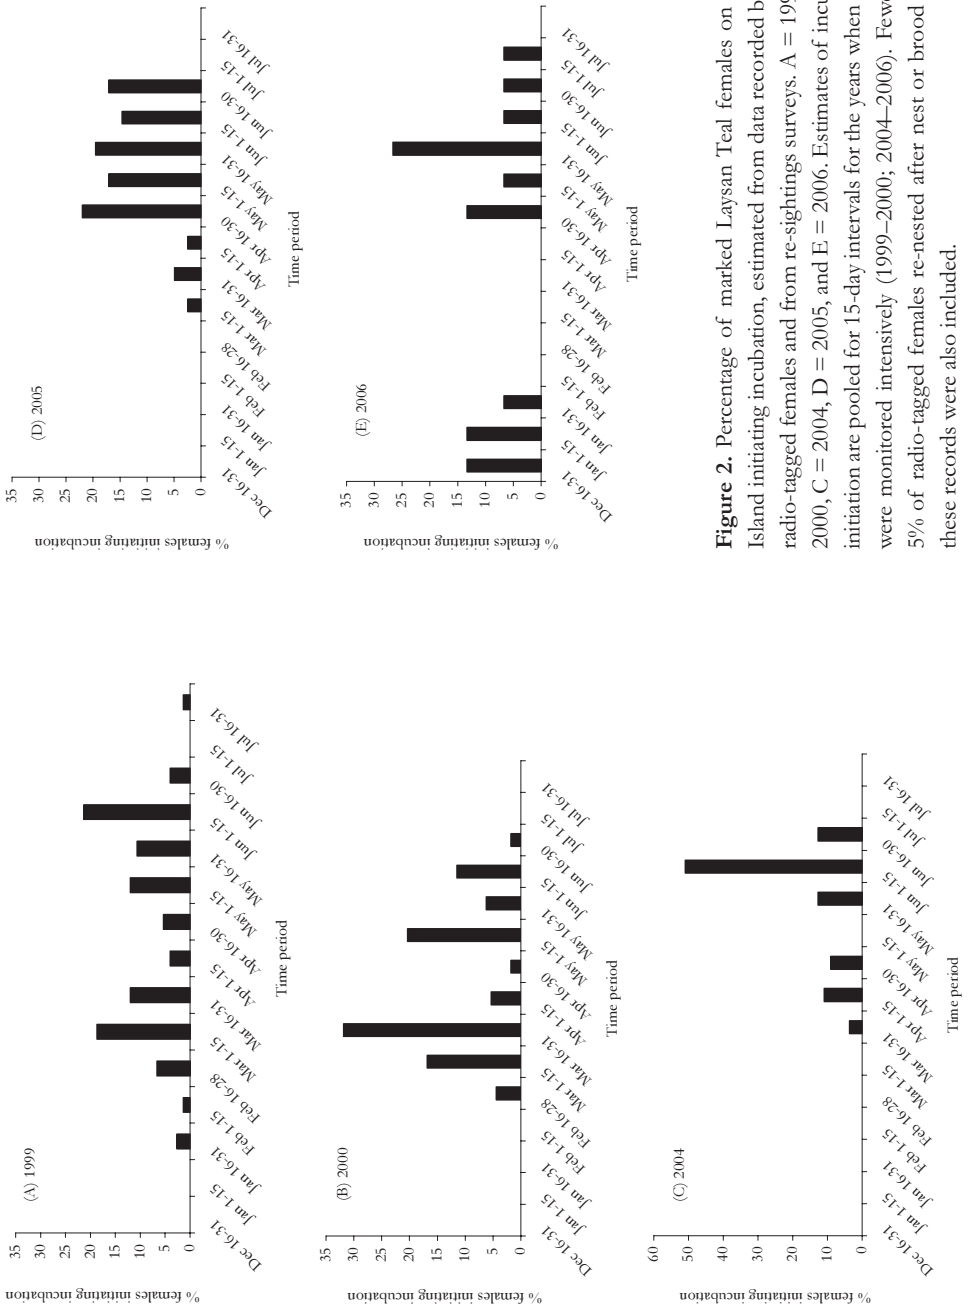 (A) 1999
% females initiating incubation
35
30
25
20
15
10
5
0
Dec 16-31
Jan 1-15
Jan 16-31
Feb 1-15
Feb 16-28
Mar 1-15
Mar 16-31
Apr 1-15
Apr 16-30
May 1-15
May 16-31
Jun 1-15
Jun 16-30
Jul 1-15
Jul 16-31
Time period
(B) 2000
% females initiating incubation
35
30
25
20
15
10
5
0
Dec 16-31
Jan 1-15
Jan 16-31
Feb 1-15
Feb 16-28
Mar 1-15
Mar 16-31
Apr 1-15
Apr 16-30
May 1-15
May 16-31
Jun 1-15
Jun 16-30
Jul 1-15
Jul 16-31
Time period
(C) 2004
% females initiating incubation
60
50
40
30
20
10
0
Dec 16-31
Jan 1-15
Jan 16-31
Feb 1-15
Feb 16-28
Mar 1-15
Mar 16-31
Apr 1-15
Apr 16-30
May 1-15
May 16-31
Jun 1-15
Jun 16-30
Jul 1-15
Jul 16-31
Time period
(D) 2005
% females initiating incubation
35
30
25
20
15
10
5
0
Dec 16-31
Jan 1-15
Jan 16-31
Feb 1-15
Feb 16-28
Mar 1-15
Mar 16-31
Apr 1-15
Apr 16-30
May 1-15
May 16-31
Jun 1-15
Jun 16-30
Jul 1-15
Jul 16-31
Time period
(E) 2006
% females initiating incubation
35
30
25
20
15
10
5
0
Dec 16-31
Jan 1-15
Jan 16-31
Feb 1-15
Feb 16-28
Mar 1-15
Mar 16-31
Apr 1-15
Apr 16-30
May 1-15
May 16-31
Jun 1-15
Jun 16-30
Jul 1-15
Jul 16-31
Time period
Figure 2. Percentage of marked Laysan Teal females on
Island initiating incubation, estimated from data recorded b
radio-tagged females and from re-sightings surveys. A = 199
2000, C = 2004, D = 2005, and E = 2006. Estimates of incu
initiation are pooled for 15-day intervals for the years when
were monitored intensively (1999–2000; 2004–2006). Fewe
5% of radio-tagged females re-nested after nest or brood
these records were also included.